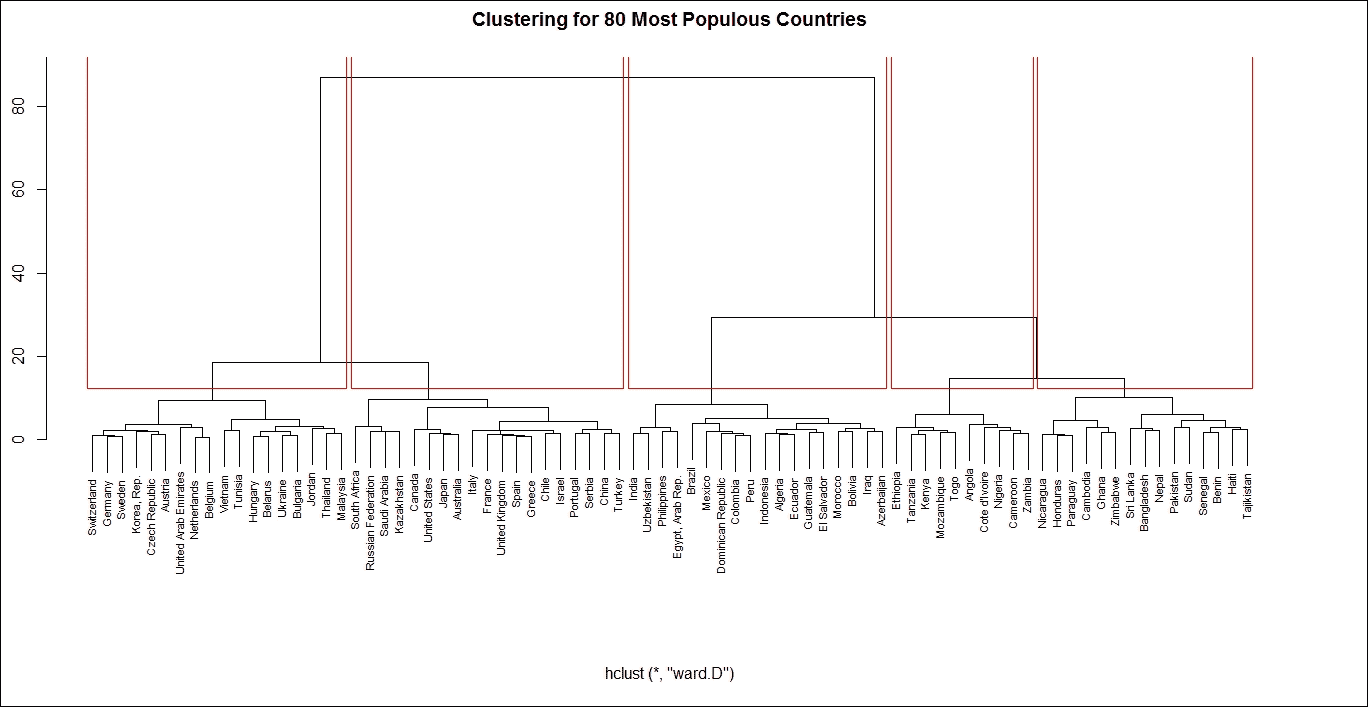 Clustering for 80 Most Populous Countries
80
60
40
20
0
Switzerland
Germany
Sweden
Korea, Rep.
Czech Republic
Austria
United Arab Emirates
Netherlands
Belgium
Vietnam
Tunisia
Hungary
Belarus
Ukraine
Bulgaria
Jordan
Thailand
Malaysia
South Africa
Russian Federation
Saudi Arabia
Kazakhstan
Canada
United States
Japan
Australia
Italy
France
United Kingdom
Spain
Greece
Chile
Israel
Portugal
Serbia
China
Turkey
India
Uzbekistan
Philippines
Egypt, Arab Rep.
Brazil
Mexico
Dominican Republic
Colombia
Peru
Indonesia
Algeria
Ecuador
Guatemala
El Salvador
Morocco
Bolivia
Iraq
Azerbaijan
Ethiopia
Tanzania
Kenya
Mozambique
Togo
Angola
Cote d'Ivoire
Nigeria
Cameroon
Zambia
Nicaragua
Honduras
Paraguay
Cambodia
Ghana
Zimbabwe
Sri Lanka
Bangladesh
Nepal
Pakistan
Sudan
Senegal
Benin
Haiti
Tajikistan
hclust (*, "ward.D")